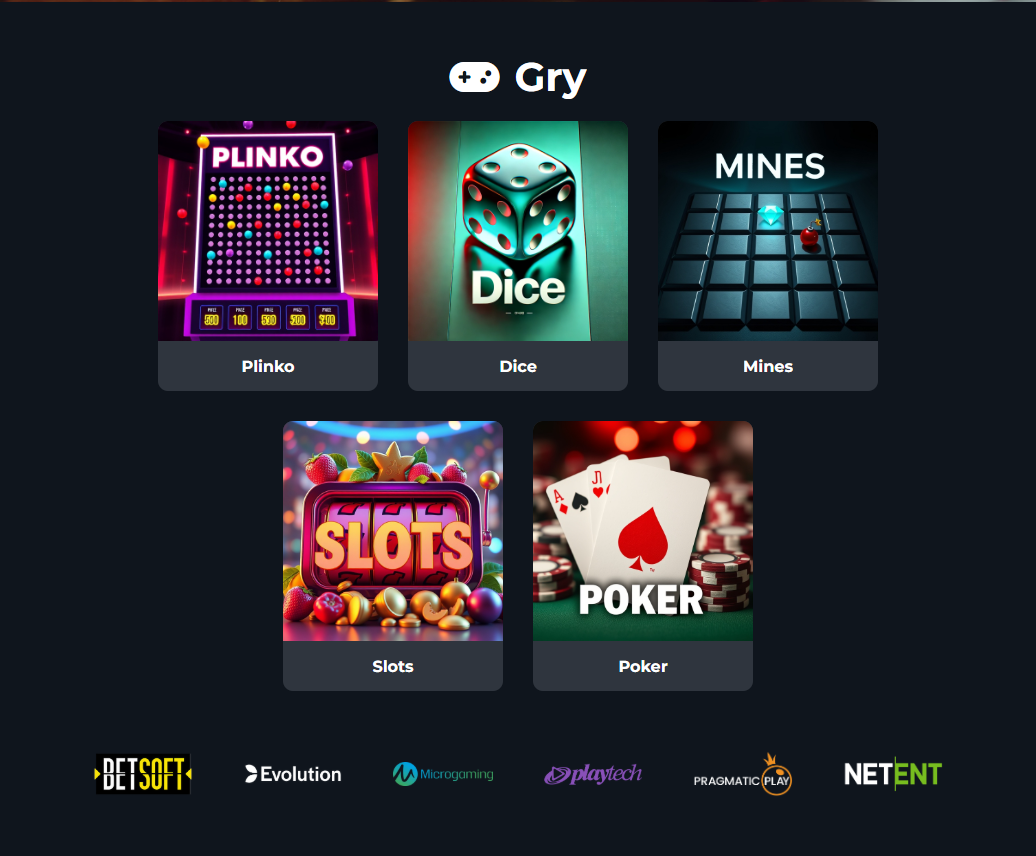 Gry
PLINKO
MINES
Dice
Plinko
Dice
Mines
SLOTS
A
POKER
Slots
Poker
BETSOFT
Evolution
Microgaming
playtech
PRAGMATIC PLAY
NETENT